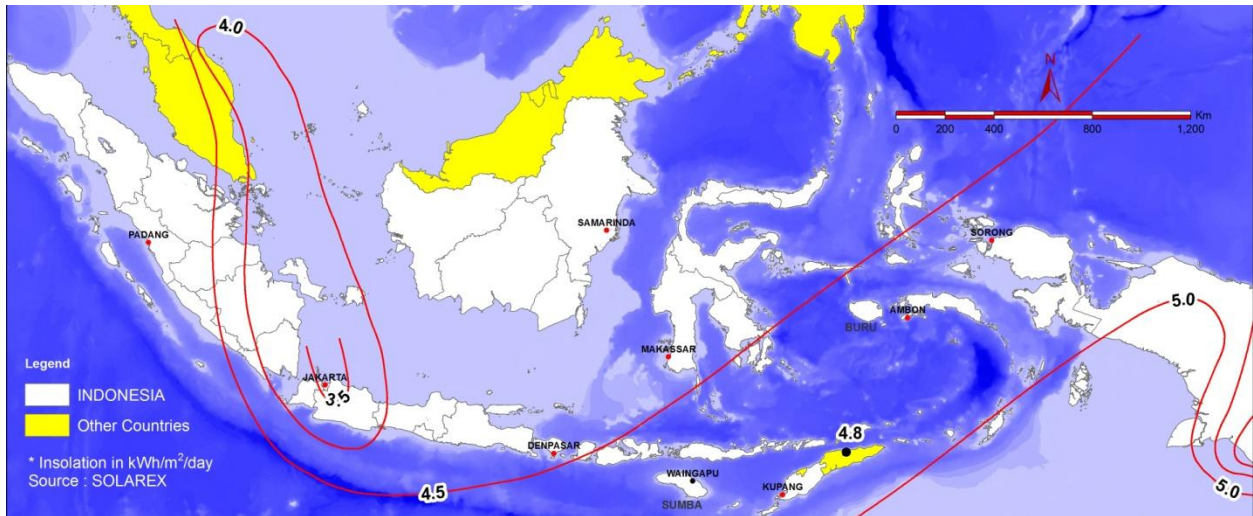 4.0
N
Km
0 200 400 800 1,200
SAMARINDA
PADANG
SORONG
5.0
AMBON
BURU
MAKASSAR
Legend
JAKARTA
INDONESIA
3.5
Other Countries
4.8
DENPASAR
* Insolation in kWh/m²/day
WAINGAPU
Source : SOLAREX
4.5
KUPANG
5.0
SUMBA